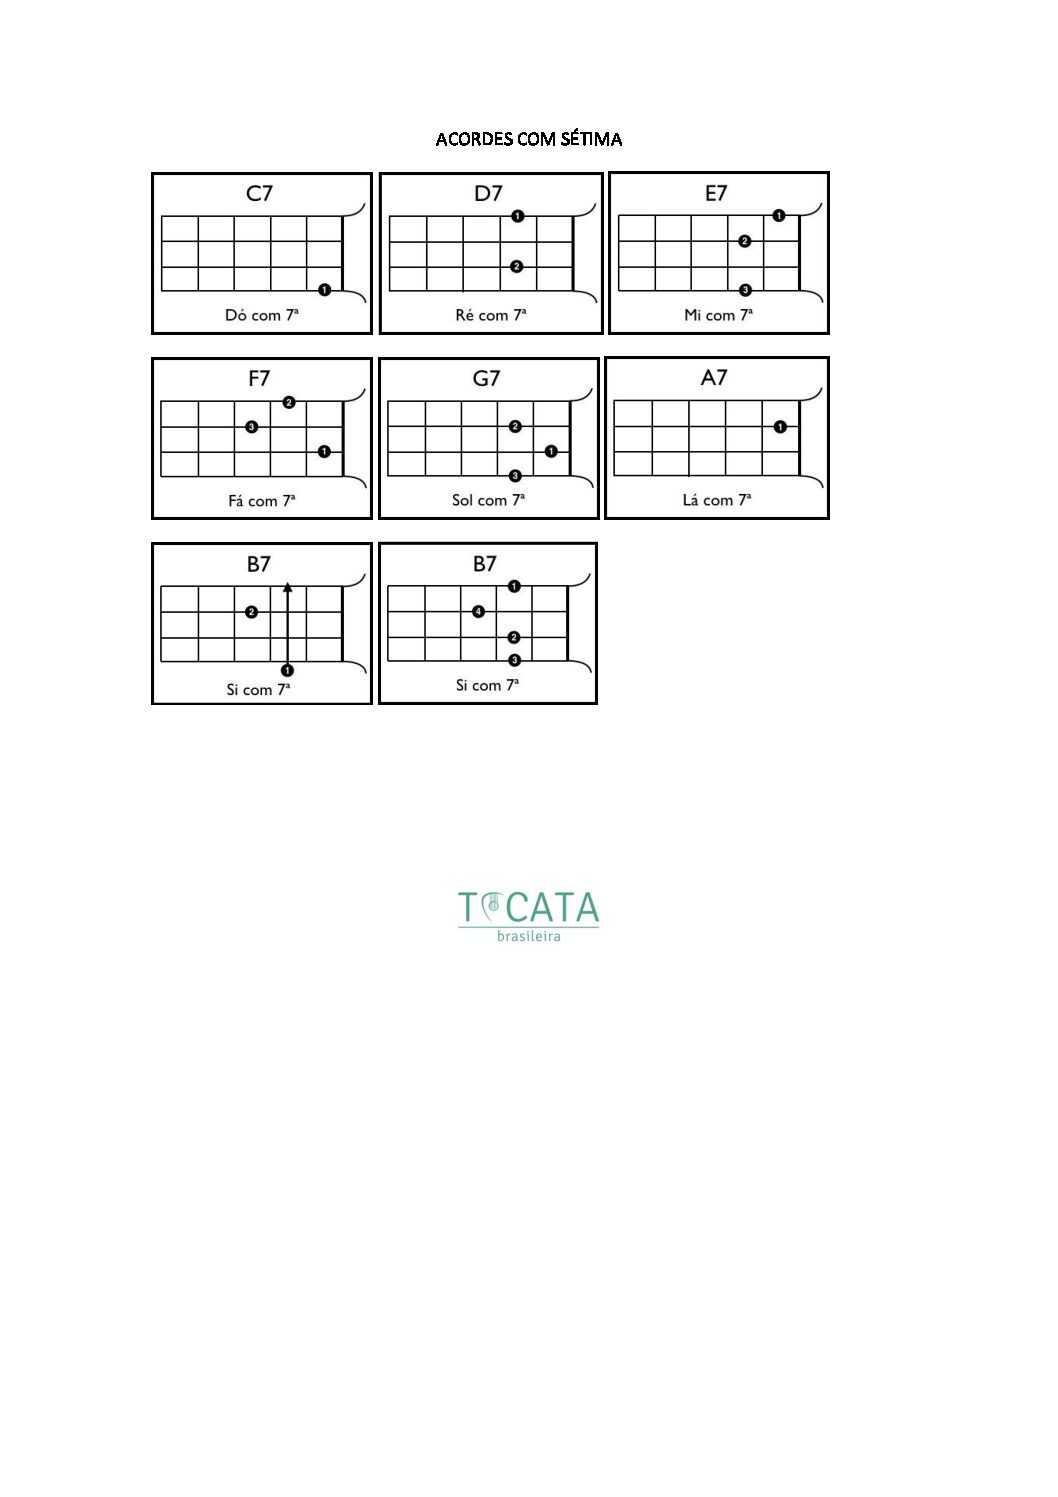 ACORDES COM SÉTIMA
C7 D7 E7
1 1 1
2
2
1 3
Dó com 7ª Ré com 7ª Mi com 7ª
F7 G7 A7
2
3 2 1
1 1
3
Fá com 7ª Sol com 7ª Lá com 7ª
B7 B7
1
2 4
2
1 3
Si com 7ª Si com 7ª
TOCATA
brasileira